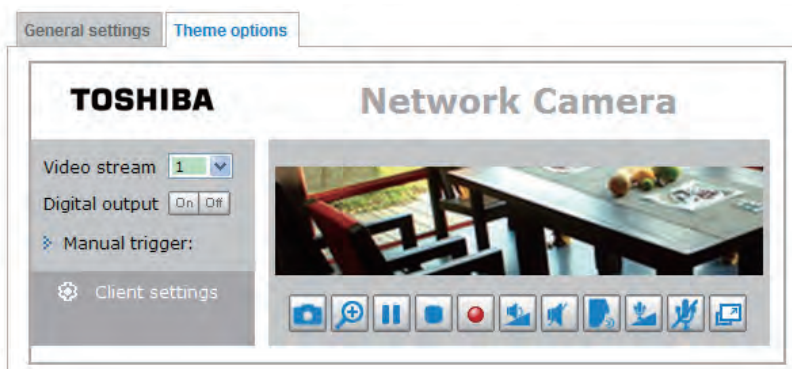 General settings
Theme options
TOSHIBA
Network Camera
Video stream 1
Digital output On Off
Manual trigger:
Client settings